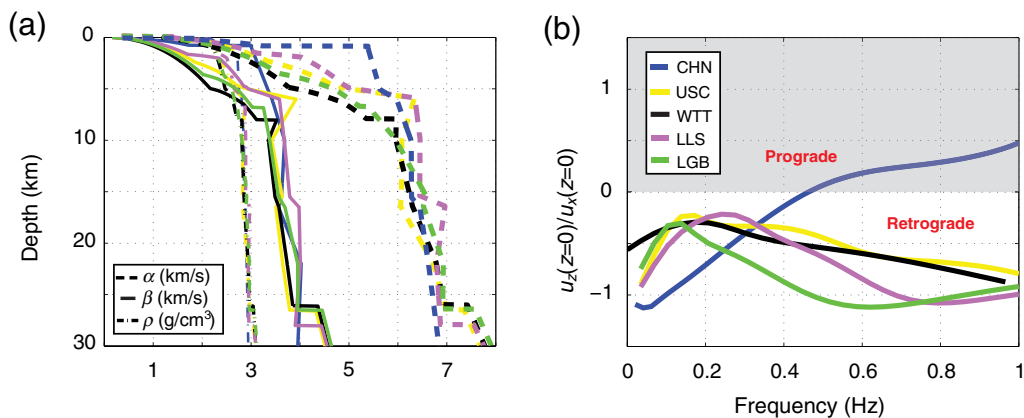 (a)
0
10
20
30
Depth (km)
α (km/s)
β (km/s)
ρ (g/cm³)
1 3 5 7
(b)
1
0
−1
u_z(z=0)/u_x(z=0)
CHN
USC
WTT
LLS
LGB
Prograde
Retrograde
0 0.2 0.4 0.6 0.8 1
Frequency (Hz)